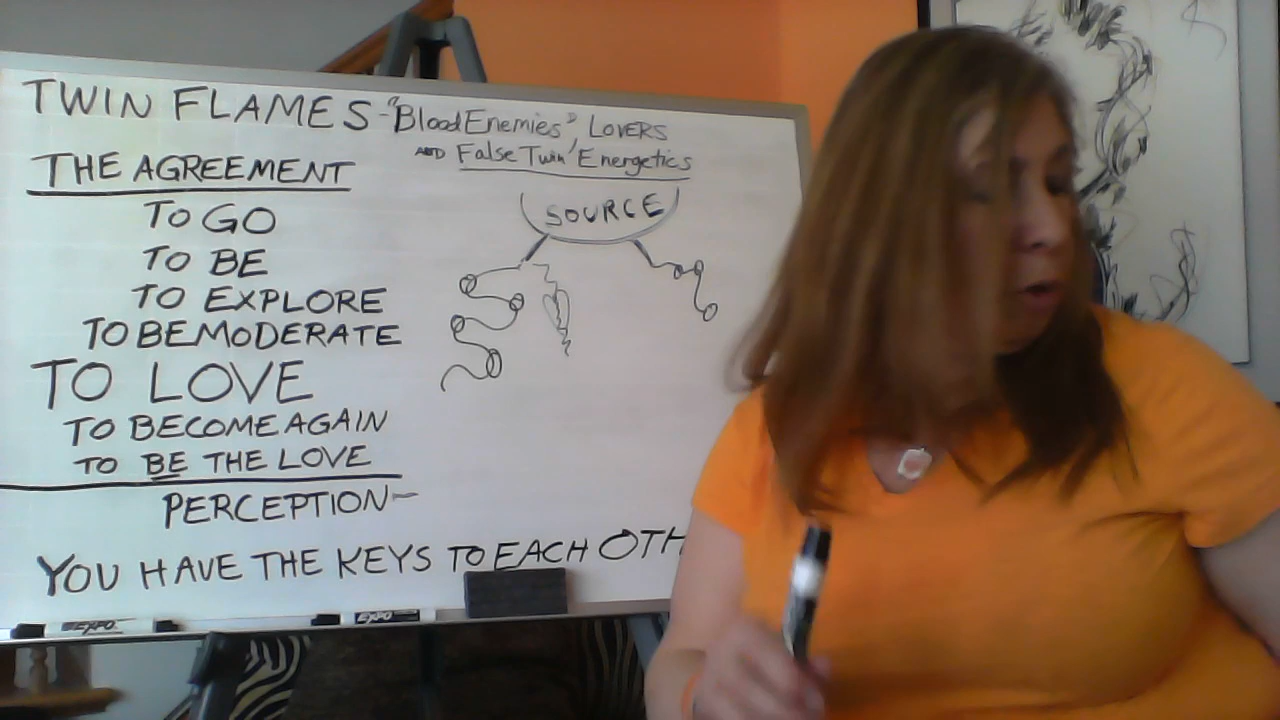 TWIN FLAMES - "Blood Enemies" LOVERS
AND False Twin' Energetics
THE AGREEMENT
SOURCE
TO GO
TO BE
TO EXPLORE
TO BE MODERATE
TO LOVE
TO BECOME AGAIN
TO BE THE LOVE
PERCEPTION-
YOU HAVE THE KEYS TO EACH OTH
EXPO
EXPO